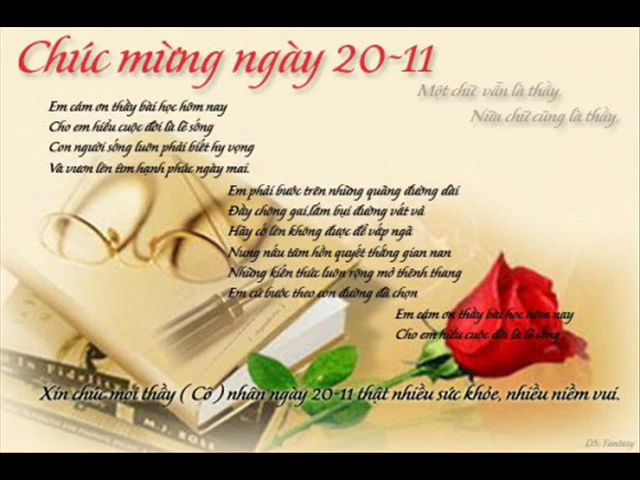 Chúc mừng ngày 20-11
Một chữ vẫn là thầy,
Nửa chữ cũng là thầy.
Em cám ơn thầy bài học hôm nay
Cho em hiểu cuộc đời là lẽ sống
Con người sống luôn phải biết hy vọng
Và vươn lên tìm hạnh phúc ngày mai.
Em phải bước trên những quãng đường dài
Đầy chông gai,lấm bụi đường vất vả
Hãy cố lên không được để vấp ngã
Nung nấu tâm hồn quyết thắng gian nan
Những kiến thức luôn rộng mở thênh thang
Em cứ bước theo con đường đã chọn
Em cám ơn thầy bài học hôm nay
Cho em hiểu cuộc đời là lẽ sống
Xin chúc mọi thầy ( Cô ) nhân ngày 20-11 thật nhiều sức khỏe, nhiều niềm vui.
M.J. ROSE
DS: Fantasy